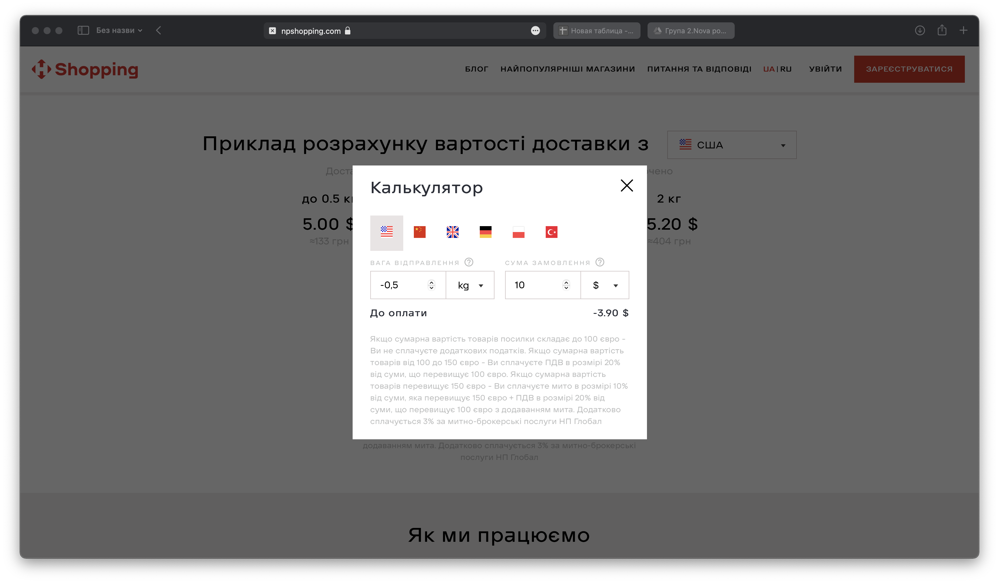 Без назви
npshopping.com
Новая таблица -...
Група 2.Nova po...
Shopping
БЛОГ
НАЙПОПУЛЯРНІШІ МАГАЗИНИ
ПИТАННЯ ТА ВІДПОВІДІ
UA | RU
УВІЙТИ
ЗАРЕЄСТРУВАТИСЯ
Приклад розрахунку вартості доставки з
США
до 0.5
2 кг
5.00 $
5.20 $
≈133 грн
≈404 грн
Калькулятор
ВАГА ВІДПРАВЛЕННЯ ?
СУМА ЗАМОВЛЕННЯ ?
-0,5
kg
10
$
До оплати
-3.90 $
Якщо сумарна вартість товарів посилки складає до 100 євро -
Ви не сплачуєте додаткових податків. Якщо сумарна вартість
товарів від 100 до 150 євро - Ви сплачуєте ПДВ в розмірі 20%
від суми, що перевищує 100 євро. Якщо сумарна вартість
товарів перевищує 150 євро - Ви сплачуєте мито в розмірі 10%
від суми, яка перевищує 150 євро + ПДВ в розмірі 20% від
суми, що перевищує 100 євро з додаванням мита. Додатково
сплачується 3% за митно-брокерські послуги НП Глобал
додаванням мита. Додатково сплачується 3% за митно-брокерські
послуги НП Глобал
Як ми працюємо